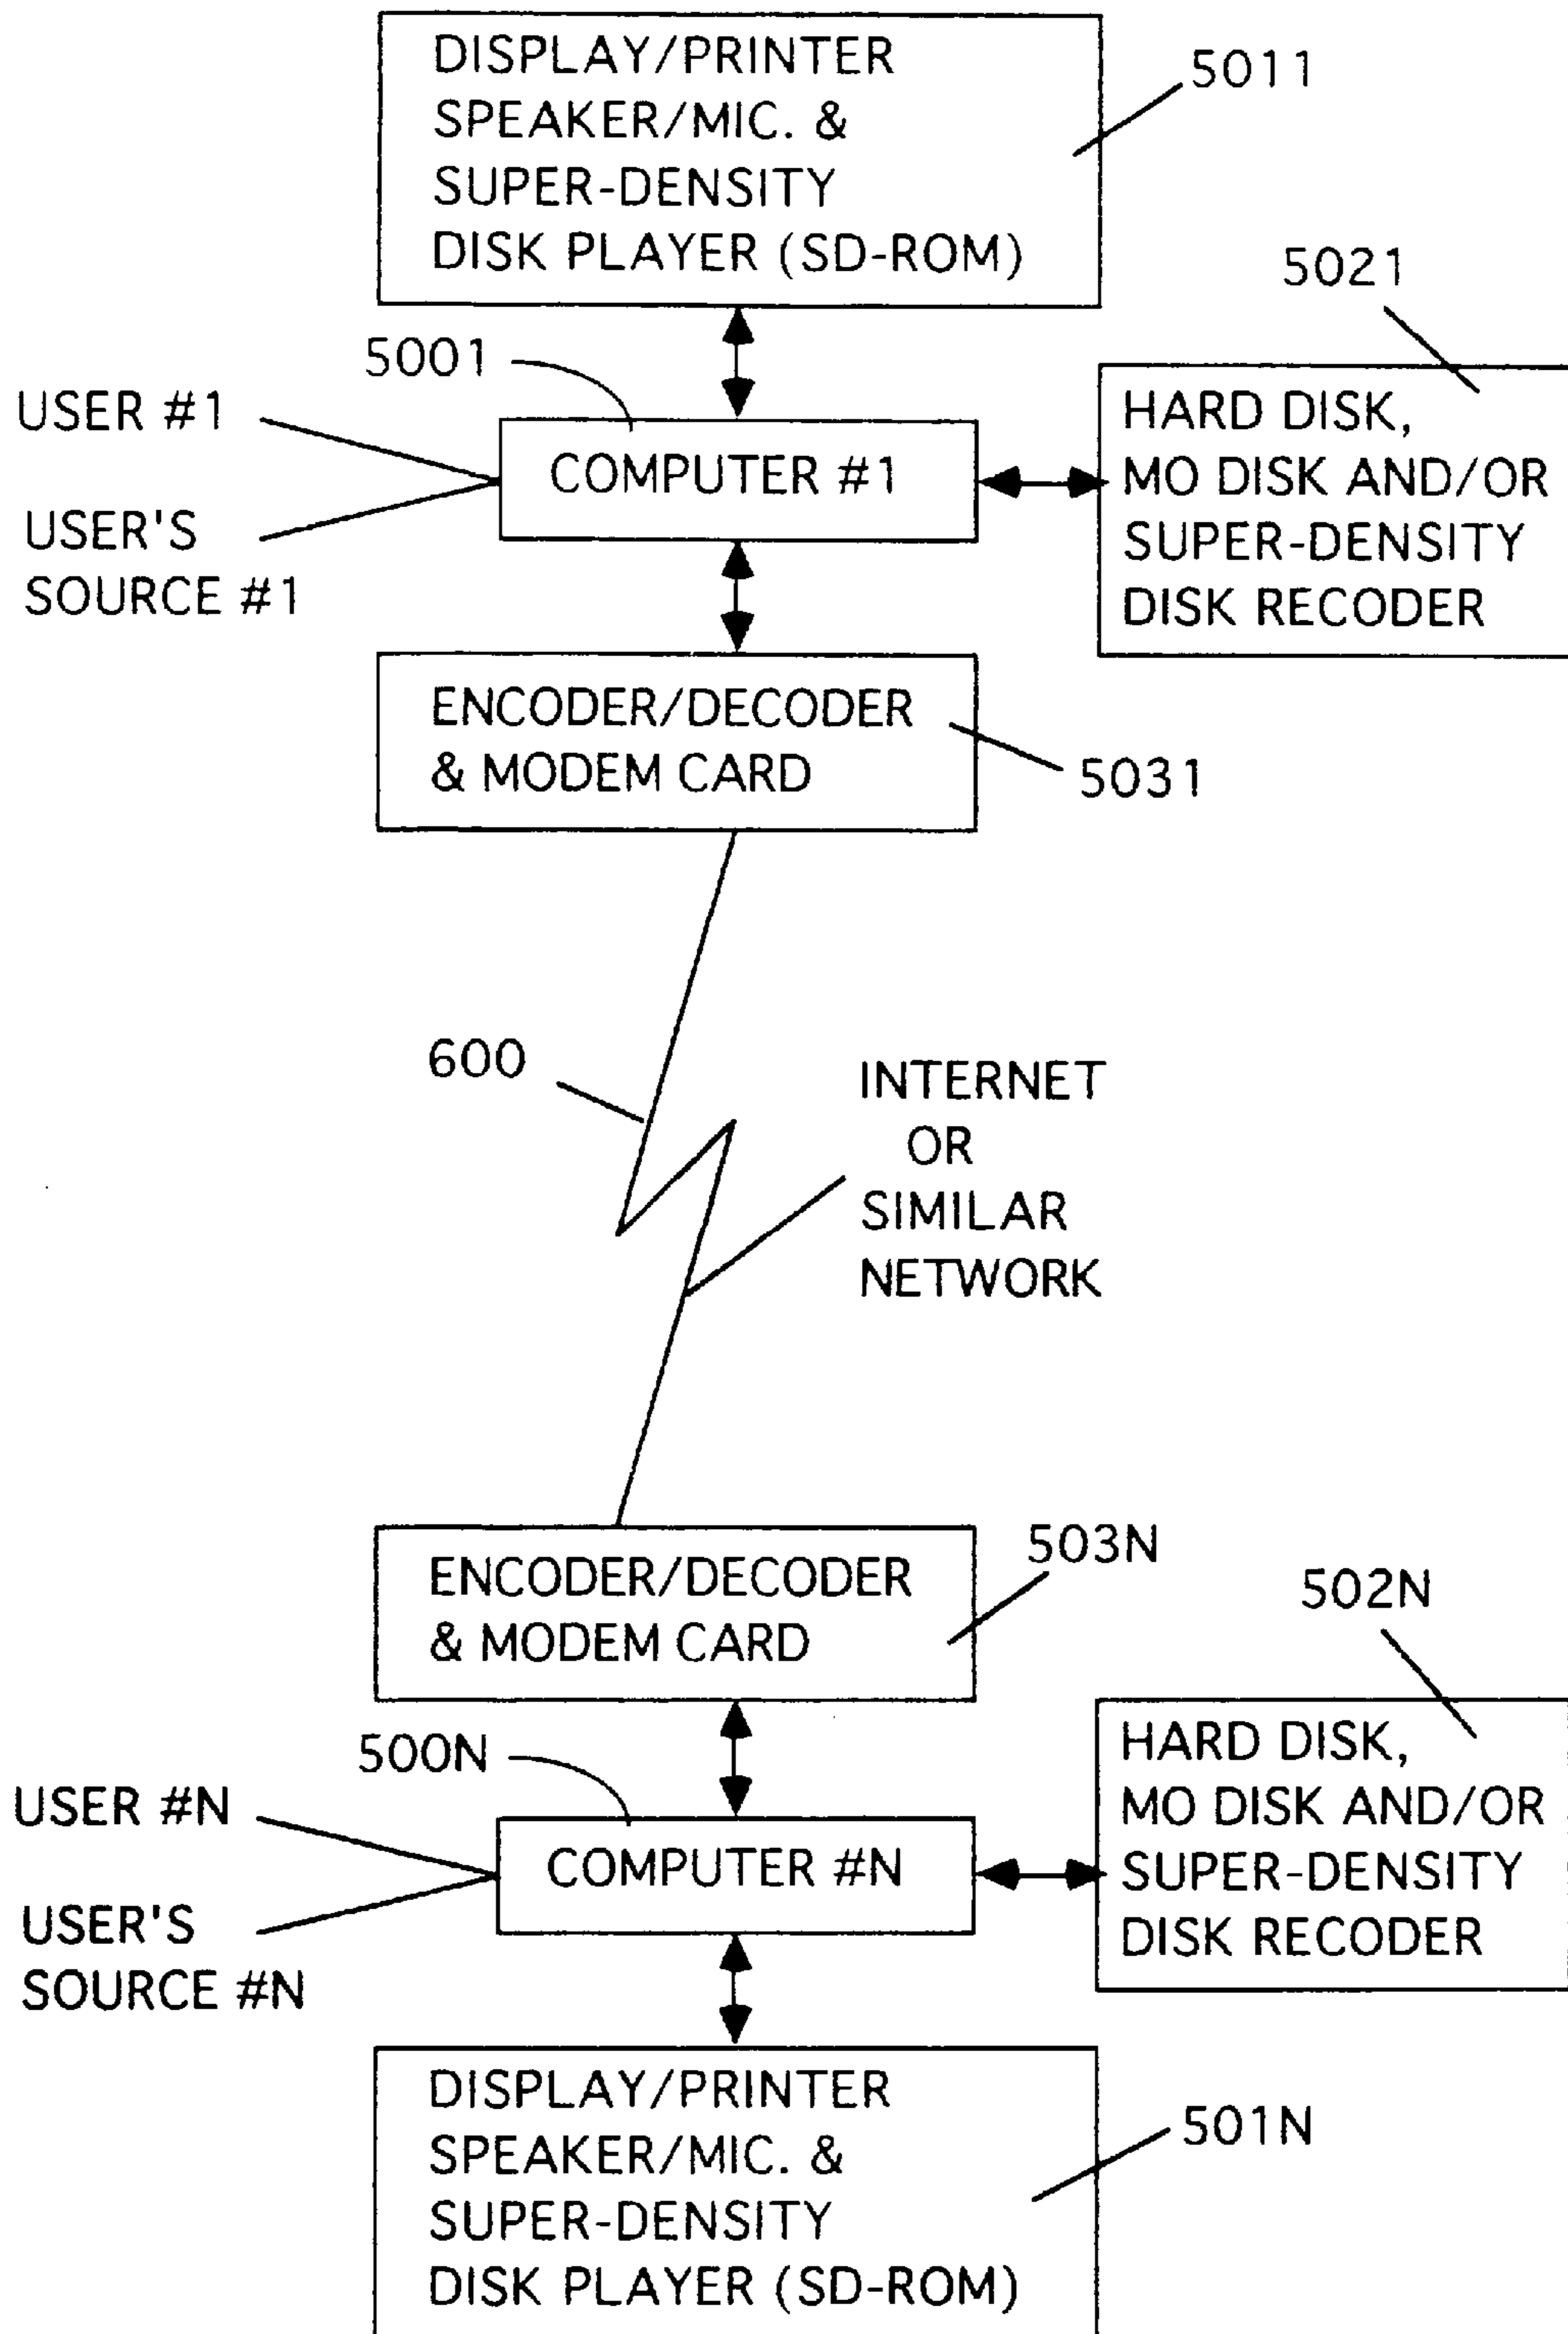 DISPLAY/PRINTER
SPEAKER/MIC. &
SUPER-DENSITY
DISK PLAYER (SD-ROM)
5011
5021
5001
USER #1
USER'S
SOURCE #1
COMPUTER #1
HARD DISK,
MO DISK AND/OR
SUPER-DENSITY
DISK RECODER
ENCODER/DECODER
& MODEM CARD
5031
600
INTERNET
OR
SIMILAR
NETWORK
ENCODER/DECODER
& MODEM CARD
503N
502N
500N
USER #N
USER'S
SOURCE #N
COMPUTER #N
HARD DISK,
MO DISK AND/OR
SUPER-DENSITY
DISK RECODER
DISPLAY/PRINTER
SPEAKER/MIC. &
SUPER-DENSITY
DISK PLAYER (SD-ROM)
501N